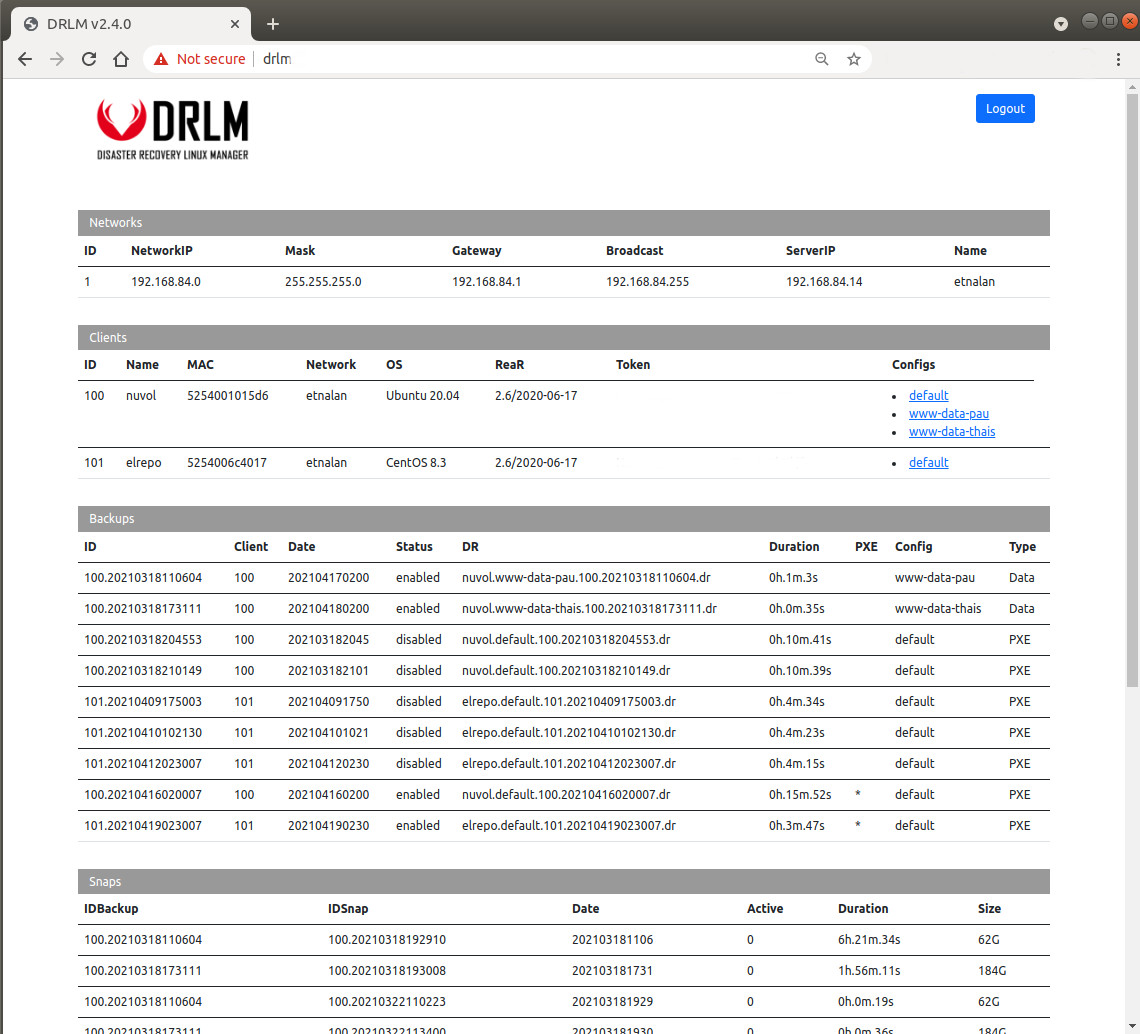 DRLM v2.4.0
Not secure drlm
DRLM
Logout
DISASTER RECOVERY LINUX MANAGER
Networks
ID NetworkIP Mask Gateway Broadcast ServerIP Name
1 192.168.84.0 255.255.255.0 192.168.84.1 192.168.84.255 192.168.84.14 etnalan
Clients
ID Name MAC Network OS ReaR Token Configs
100 nuvol 5254001015d6 etnalan Ubuntu 20.04 2.6/2020-06-17 • default
• www-data-pau
• www-data-thais
101 elrepo 5254006c4017 etnalan CentOS 8.3 2.6/2020-06-17 • default
Backups
ID Client Date Status DR Duration PXE Config Type
100.20210318110604 100 202104170200 enabled nuvol.www-data-pau.100.20210318110604.dr 0h.1m.3s www-data-pau Data
100.20210318173111 100 202104180200 enabled nuvol.www-data-thais.100.20210318173111.dr 0h.0m.35s www-data-thais Data
100.20210318204553 100 202103182045 disabled nuvol.default.100.20210318204553.dr 0h.10m.41s default PXE
100.20210318210149 100 202103182101 disabled nuvol.default.100.20210318210149.dr 0h.10m.39s default PXE
101.20210409175003 101 202104091750 disabled elrepo.default.101.20210409175003.dr 0h.4m.34s default PXE
101.20210410102130 101 202104101021 disabled elrepo.default.101.20210410102130.dr 0h.4m.23s default PXE
101.20210412023007 101 202104120230 disabled elrepo.default.101.20210412023007.dr 0h.4m.15s default PXE
100.20210416020007 100 202104160200 enabled nuvol.default.100.20210416020007.dr 0h.15m.52s * default PXE
101.20210419023007 101 202104190230 enabled elrepo.default.101.20210419023007.dr 0h.3m.47s * default PXE
Snaps
IDBackup IDSnap Date Active Duration Size
100.20210318110604 100.20210318192910 202103181106 0 6h.21m.34s 62G
100.20210318173111 100.20210318193008 202103181731 0 1h.56m.11s 184G
100.20210318110604 100.20210322110223 202103181929 0 0h.0m.19s 62G
100.20210318173111 100.20210322113400 202103181930 0 0h.0m.36s 184G